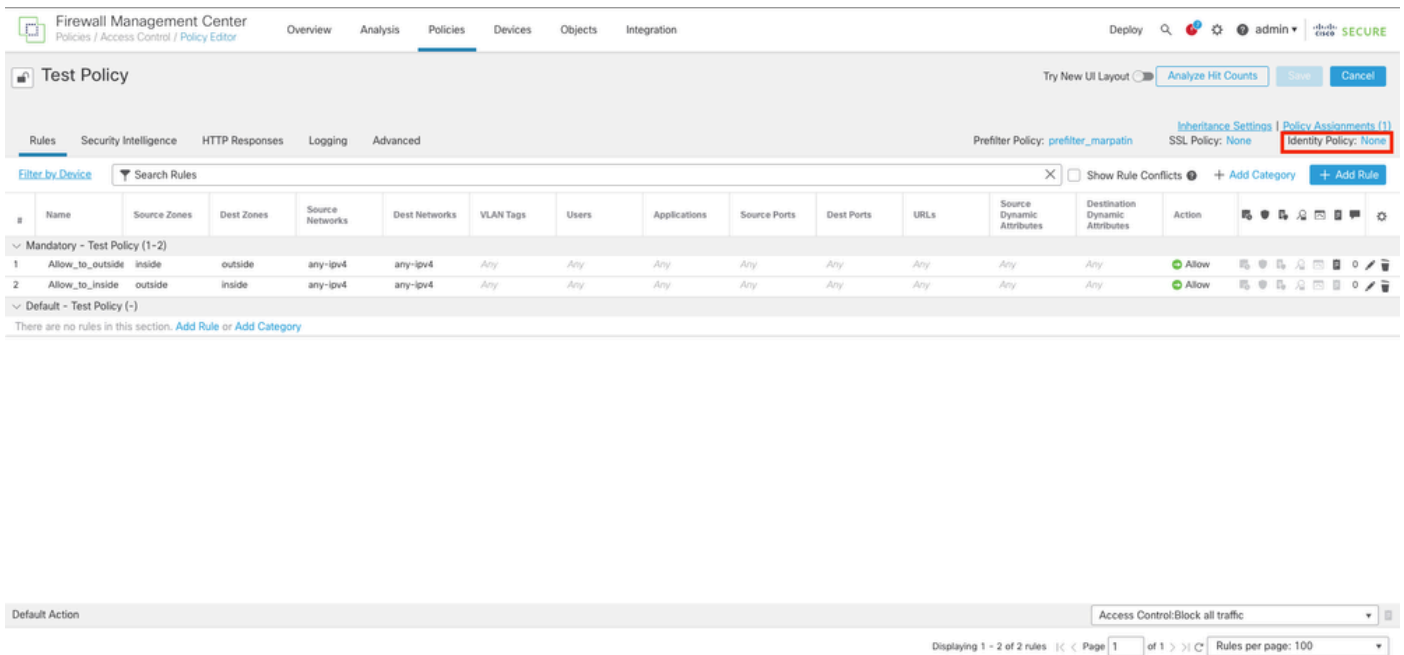 Firewall Management Center
Policies / Access Control / Policy Editor
Overview Analysis Policies Devices Objects Integration
Deploy admin SECURE
Test Policy
Try New UI Layout Analyze Hit Counts Save Cancel
Inheritance Settings | Policy Assignments (1)
Rules Security Intelligence HTTP Responses Logging Advanced
Prefilter Policy: prefilter_marpatin SSL Policy: None Identity Policy: None
Filter by Device Search Rules Show Rule Conflicts + Add Category + Add Rule
# Name Source Zones Dest Zones Source Networks Dest Networks VLAN Tags Users Applications Source Ports Dest Ports URLs Source Dynamic Attributes Destination Dynamic Attributes Action
Mandatory - Test Policy (1-2)
1 Allow_to_outside inside outside any-ipv4 any-ipv4 Any Any Any Any Any Any Any Any Allow 0
2 Allow_to_inside outside inside any-ipv4 any-ipv4 Any Any Any Any Any Any Any Any Allow 0
Default - Test Policy (-)
There are no rules in this section. Add Rule or Add Category
Default Action Access Control:Block all traffic
Displaying 1 - 2 of 2 rules Page 1 of 1 Rules per page: 100